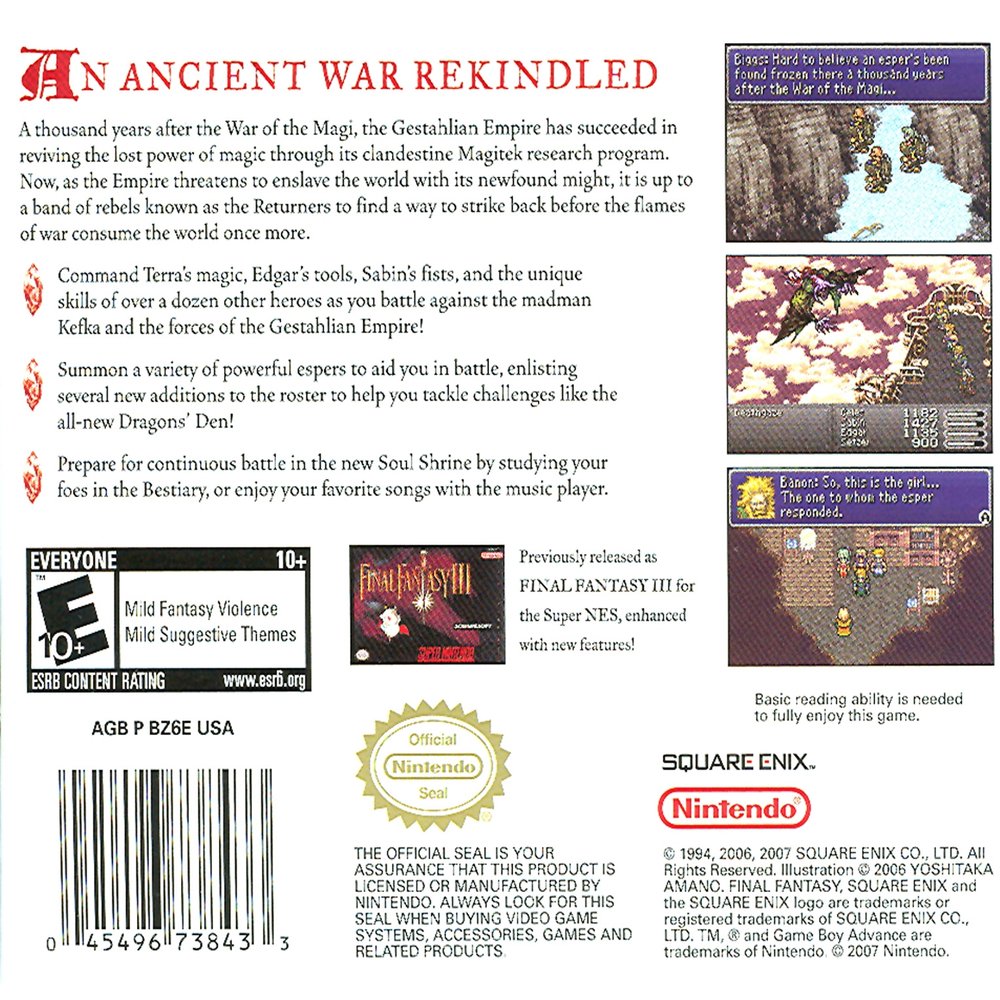 AN ANCIENT WAR REKINDLED
A thousand years after the War of the Magi, the Gestahlian Empire has succeeded in
reviving the lost power of magic through its clandestine Magitek research program.
Now, as the Empire threatens to enslave the world with its newfound might, it is up to
a band of rebels known as the Returners to find a way to strike back before the flames
of war consume the world once more.
Command Terra's magic, Edgar's tools, Sabin's fists, and the unique
skills of over a dozen other heroes as you battle against the madman
Kefka and the forces of the Gestahlian Empire!
Summon a variety of powerful espers to aid you in battle, enlisting
several new additions to the roster to help you tackle challenges like the
all-new Dragons' Den!
Prepare for continuous battle in the new Soul Shrine by studying your
foes in the Bestiary, or enjoy your favorite songs with the music player.
Biggs: Hard to believe an esper's been
found frozen there a thousand years
after the War of the Magi...
Deathgaze
Celes 1182
Sabin 1427
Edgar 1135
Setzer 900
Banon: So, this is the girl...
The one to whom the esper
responded.
A
EVERYONE 10+
E
10+
TM
Mild Fantasy Violence
Mild Suggestive Themes
ESRB CONTENT RATING www.esrb.org
FINAL FANTASY III
SQUARESOFT
SUPER NINTENDO
Previously released as
FINAL FANTASY III for
the Super NES, enhanced
with new features!
Basic reading ability is needed
to fully enjoy this game.
AGB P BZ6E USA
0 45496 73843 3
Official
Nintendo
Seal
®
THE OFFICIAL SEAL IS YOUR
ASSURANCE THAT THIS PRODUCT IS
LICENSED OR MANUFACTURED BY
NINTENDO. ALWAYS LOOK FOR THIS
SEAL WHEN BUYING VIDEO GAME
SYSTEMS, ACCESSORIES, GAMES AND
RELATED PRODUCTS.
SQUARE ENIX™
Nintendo®
© 1994, 2006, 2007 SQUARE ENIX CO., LTD. All
Rights Reserved. Illustration © 2006 YOSHITAKA
AMANO. FINAL FANTASY, SQUARE ENIX and
the SQUARE ENIX logo are trademarks or
registered trademarks of SQUARE ENIX CO.,
LTD. TM, ® and Game Boy Advance are
trademarks of Nintendo. © 2007 Nintendo.